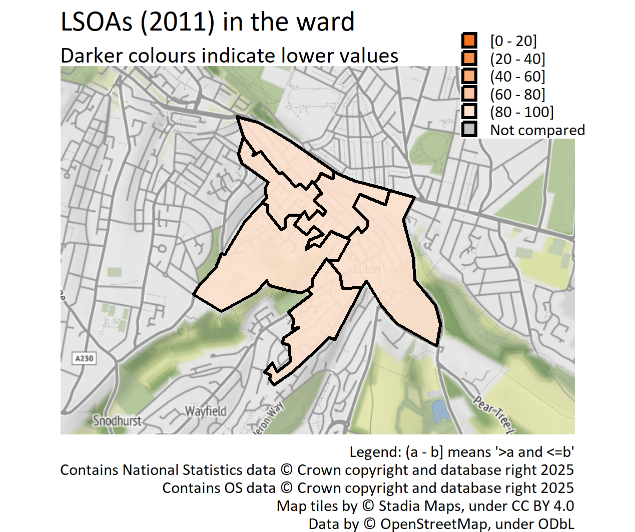 LSOAs (2011) in the ward
Darker colours indicate lower values
[0 - 20]
(20 - 40]
(40 - 60]
(60 - 80]
(80 - 100]
Not compared
Luton
A230
Snodhurst
Wayfield
Pear-Tree-L
Legend: (a - b] means '>a and <=b'
Contains National Statistics data © Crown copyright and database right 2025
Contains OS data © Crown copyright and database right 2025
Map tiles by © Stadia Maps, under CC BY 4.0
Data by © OpenStreetMap, under ODbL